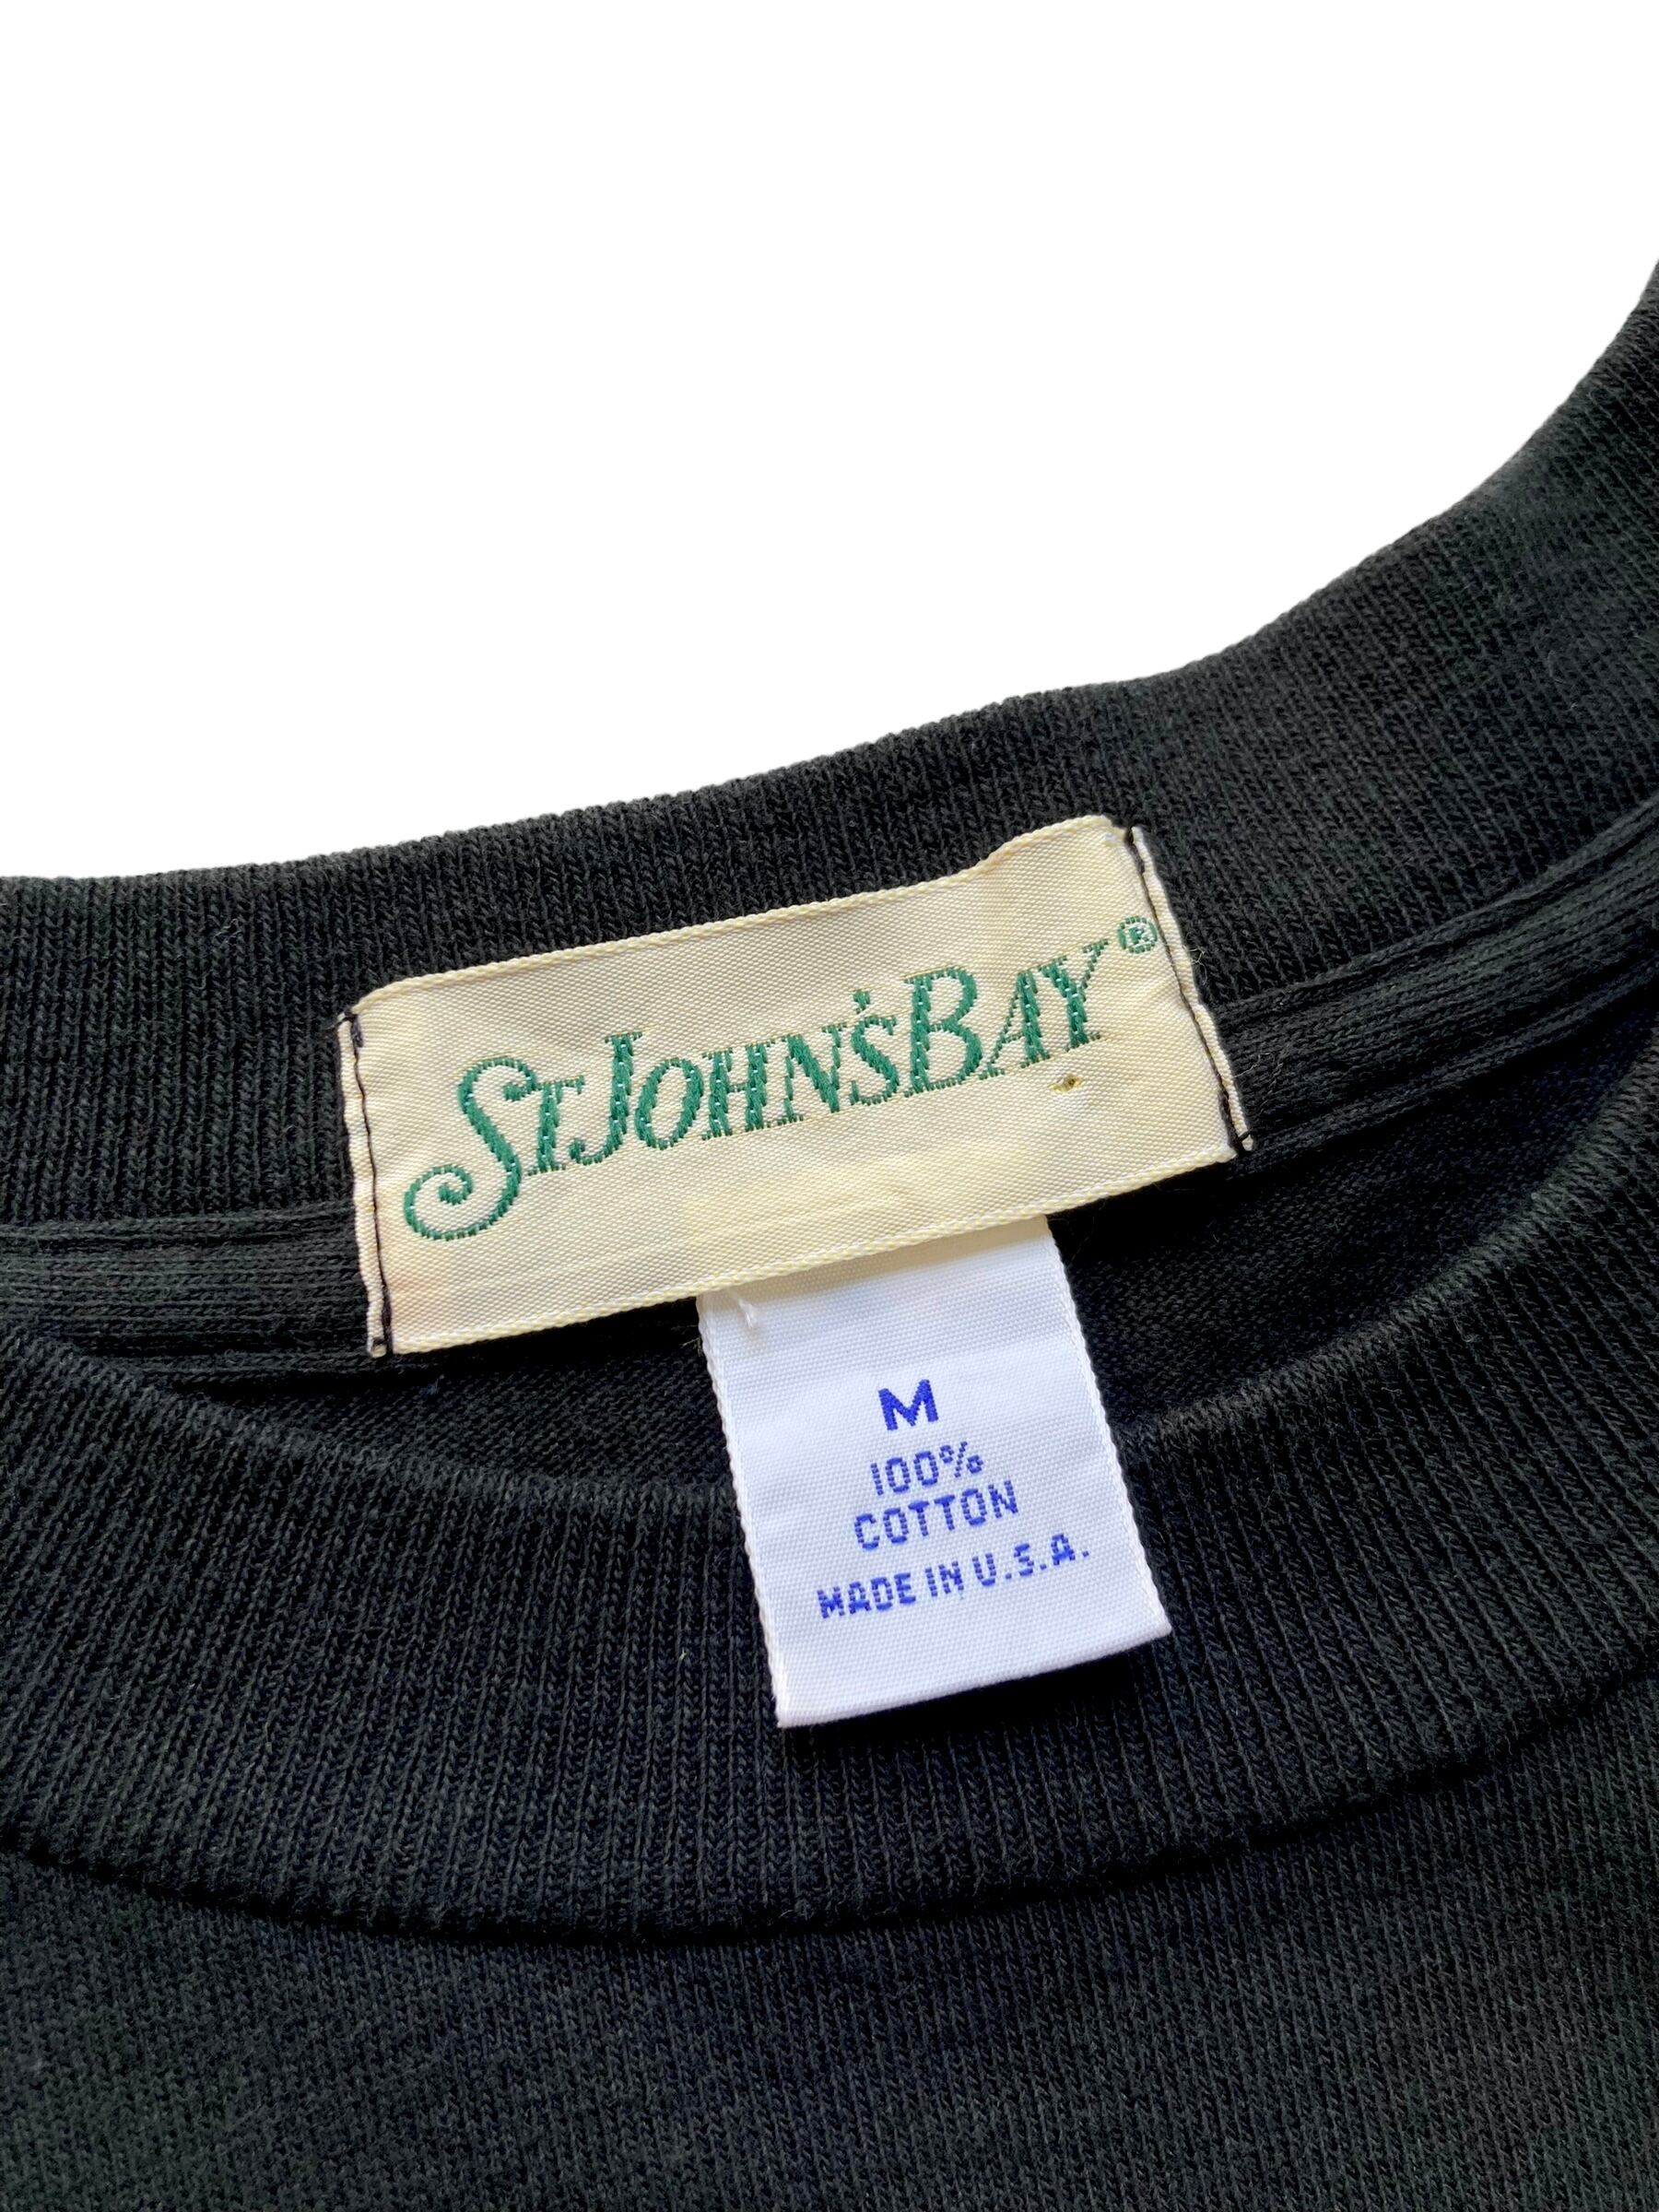 ST. JOHN'S BAY®
M
100%
COTTON
MADE IN U.S.A.